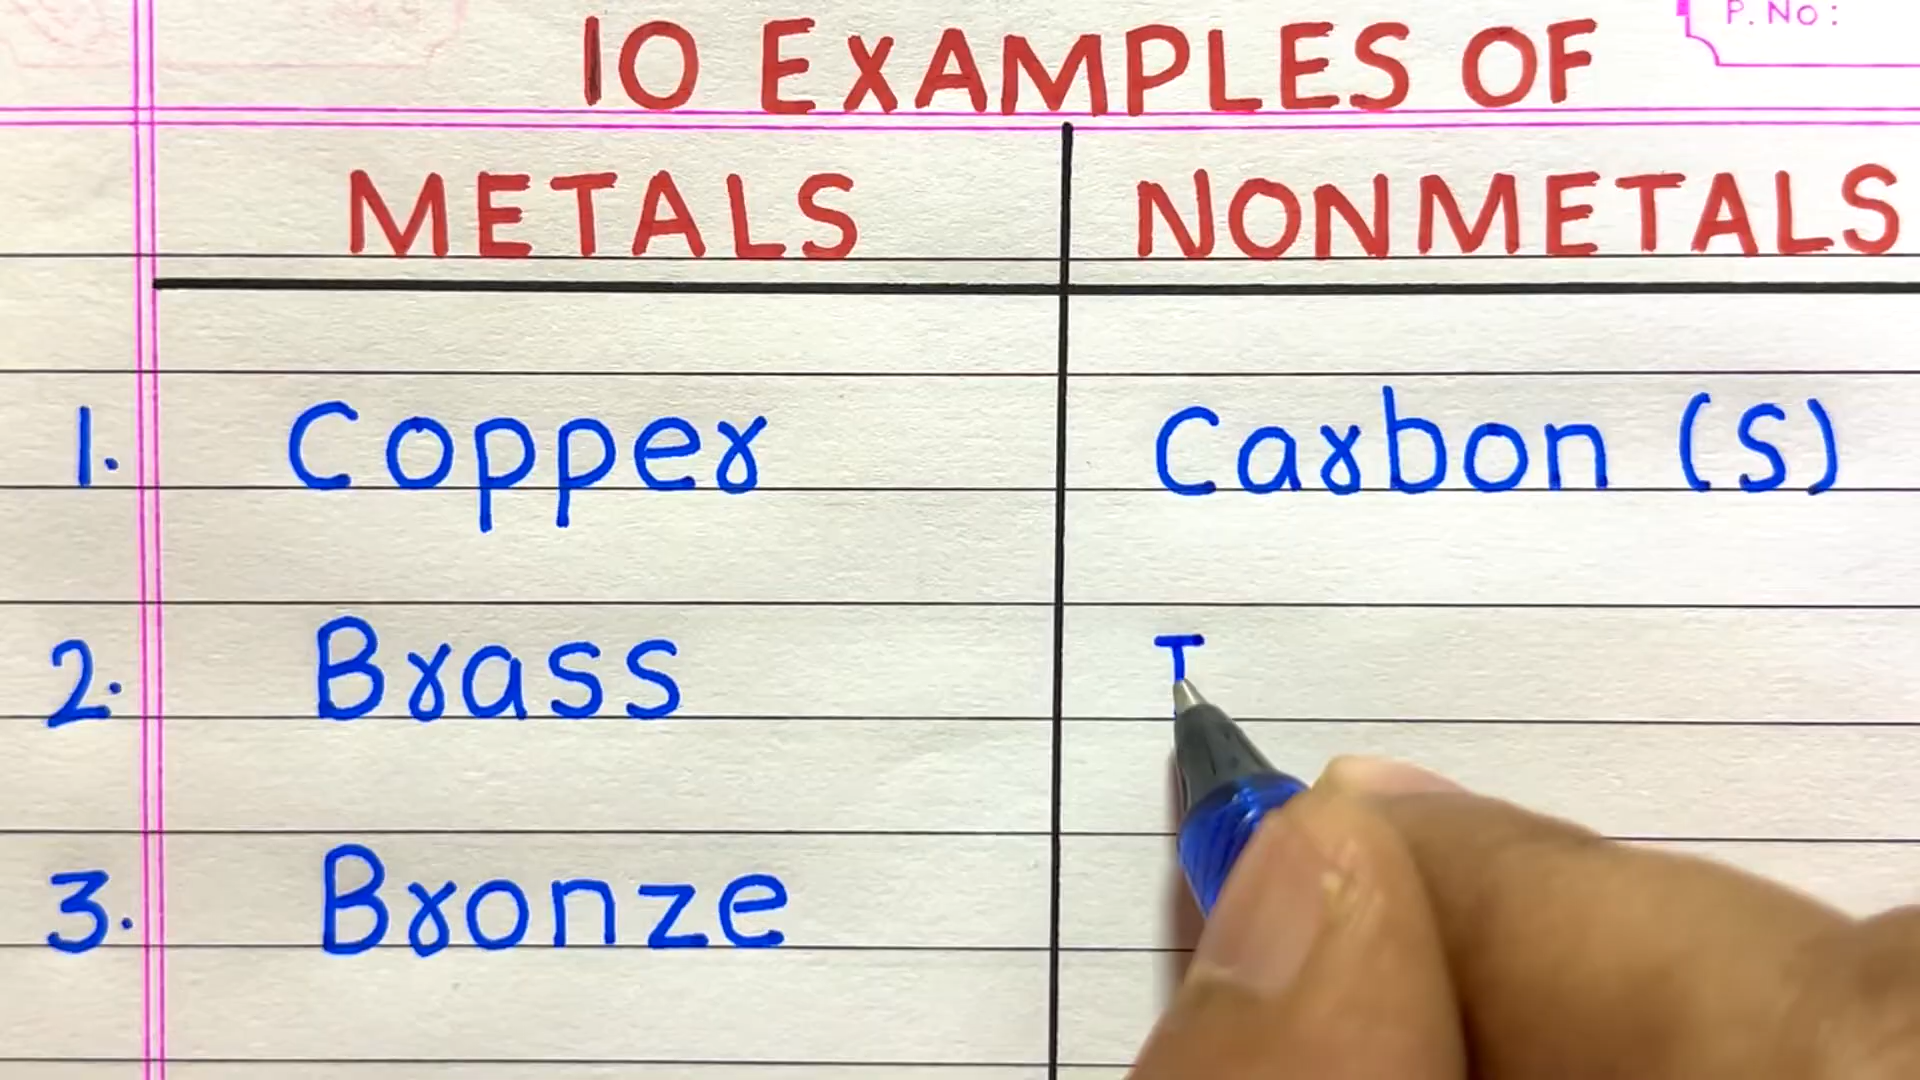 P. No :
10 EXAMPLES OF
METALS NONMETALS
1. Copper Carbon (S)
2. Brass I
3. Bronze